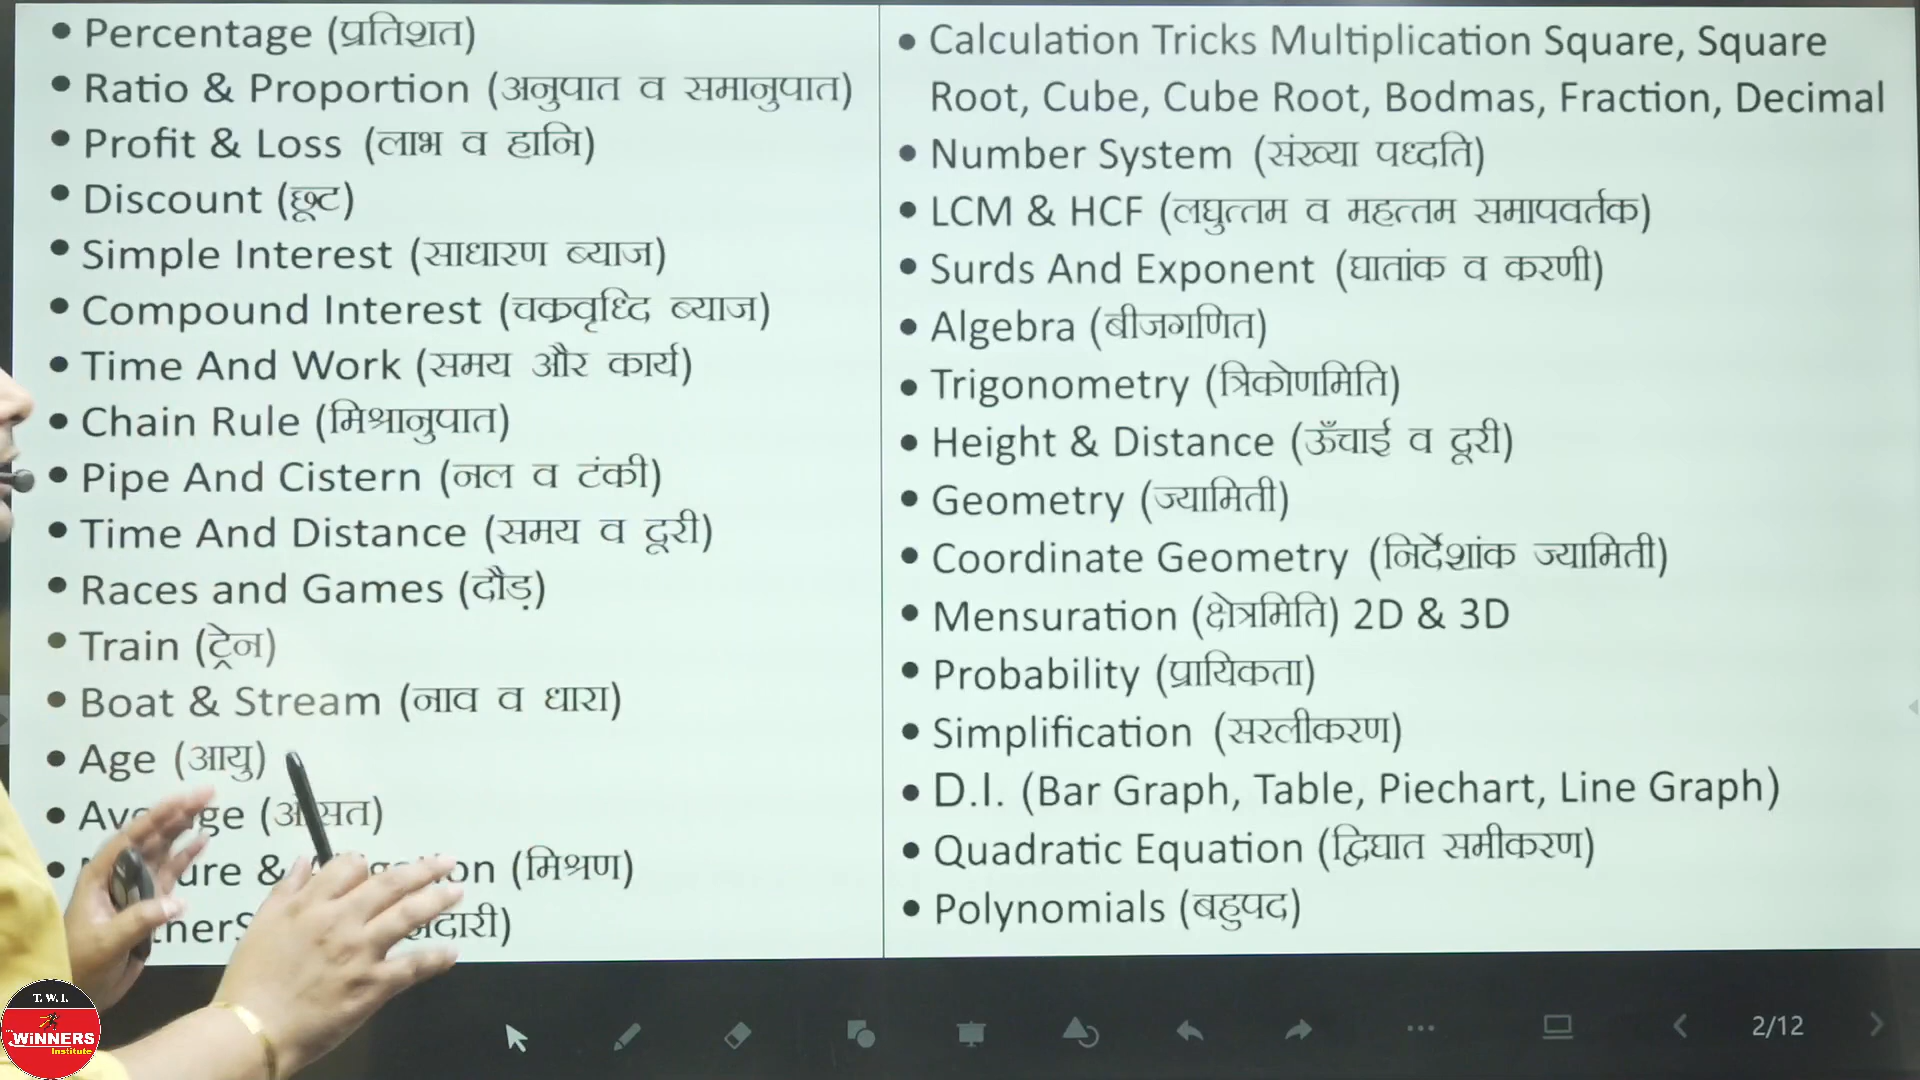 • Percentage (प्रतिशत)
• Ratio & Proportion (अनुपात व समानुपात)
• Profit & Loss (लाभ व हानि)
• Discount (छूट)
• Simple Interest (साधारण ब्याज)
• Compound Interest (चक्रवृध्दि ब्याज)
• Time And Work (समय और कार्य)
• Chain Rule (मिश्रानुपात)
• Pipe And Cistern (नल व टंकी)
• Time And Distance (समय व दूरी)
• Races and Games (दौड़)
• Train (ट्रेन)
• Boat & Stream (नाव व धारा)
• Age (आयु)
• (औसत)
• & (मिश्रण)
• Calculation Tricks Multiplication Square, Square
Root, Cube, Cube Root, Bodmas, Fraction, Decimal
• Number System (संख्या पध्दति)
• LCM & HCF (लघुत्तम व महत्तम समापवर्तक)
• Surds And Exponent (घातांक व करणी)
• Algebra (बीजगणित)
• Trigonometry (त्रिकोणमिति)
• Height & Distance (ऊँचाई व दूरी)
• Geometry (ज्यामिती)
• Coordinate Geometry (निर्देशांक ज्यामिती)
• Mensuration (क्षेत्रमिति) 2D & 3D
• Probability (प्रायिकता)
• Simplification (सरलीकरण)
• D.I. (Bar Graph, Table, Piechart, Line Graph)
• Quadratic Equation (द्विघात समीकरण)
• Polynomials (बहुपद)
2/12
T.W.I.
WiNNERS
Institute